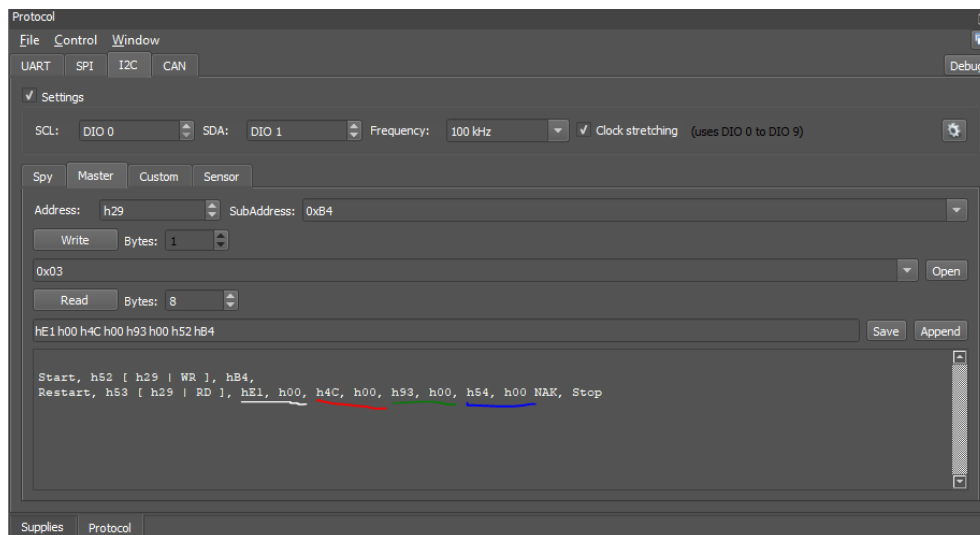 Protocol
File Control Window
UART SPI I2C CAN Debug
Settings
SCL: DIO 0 SDA: DIO 1 Frequency: 100 kHz Clock stretching (uses DIO 0 to DIO 9)
Spy Master Custom Sensor
Address: h29 SubAddress: 0xB4
Write Bytes: 1
0x03 Open
Read Bytes: 8
hE1 h00 h4C h00 h93 h00 h52 hB4 Save Append
Start, h52 [ h29 | WR ], hB4,
Restart, h53 [ h29 | RD ], hE1, h00, h4C, h00, h93, h00, h54, h00 NAK, Stop
Supplies Protocol